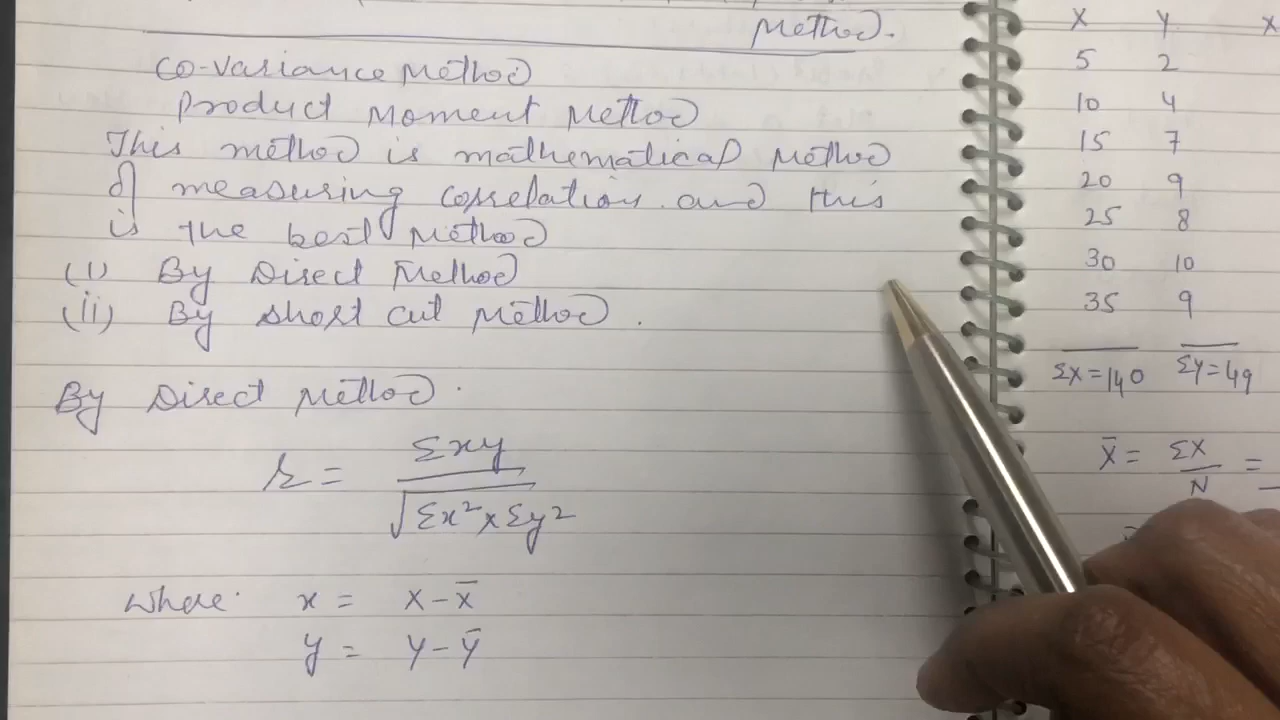 Method.
Co-variance Method
Product Moment Method
This method is mathematical Method
of measuring correlation and this
is the best Method
(i) By Direct Method
(ii) By short cut Method.
By Direct Method.
r = Σxy
√Σx²×Σy²
Where x = X-X̄
y = Y-Ȳ
X Y X
5 2
10 4
15 7
20 9
25 8
30 10
35 9
ΣX=140 ΣY=49
X̄ = ΣX =
N